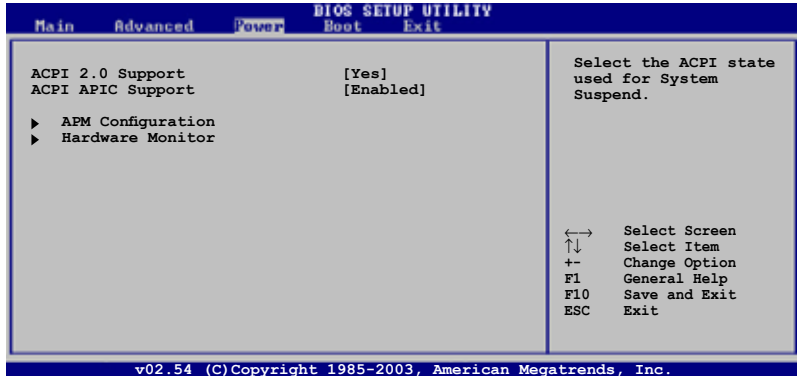 BIOS SETUP UTILITY
Main Advanced Power Boot Exit
ACPI 2.0 Support [Yes]
ACPI APIC Support [Enabled]
APM Configuration
Hardware Monitor
Select the ACPI state
used for System
Suspend.
←→ Select Screen
↑↓ Select Item
+- Change Option
F1 General Help
F10 Save and Exit
ESC Exit
v02.54 (C)Copyright 1985-2003, American Megatrends, Inc.